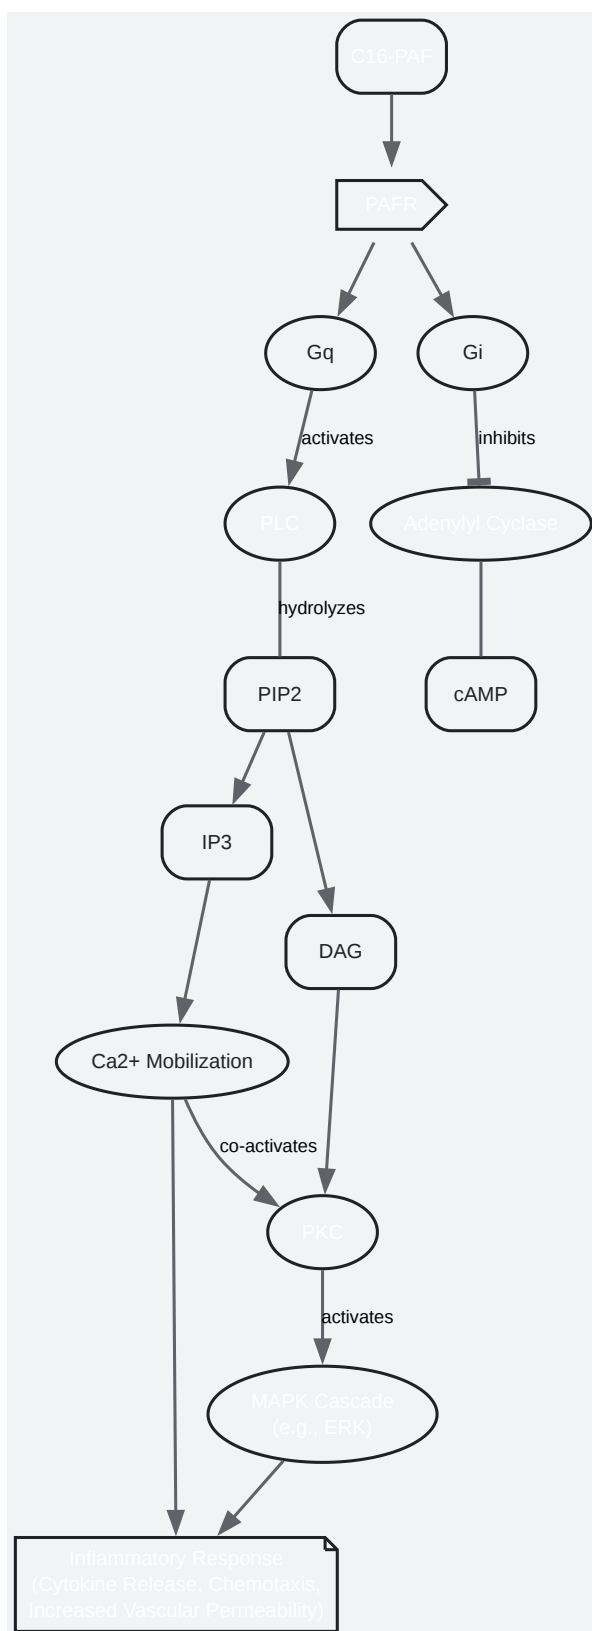 C16-PAF
PAFR
Gq
Gi
activates
inhibits
PLC
Adenylyl Cyclase
hydrolyzes
PIP2
cAMP
IP3
DAG
Ca2+ Mobilization
co-activates
PKC
activates
MAPK Cascade
(e.g., ERK)
Inflammatory Response
(Cytokine Release, Chemotaxis,
Increased Vascular Permeability)